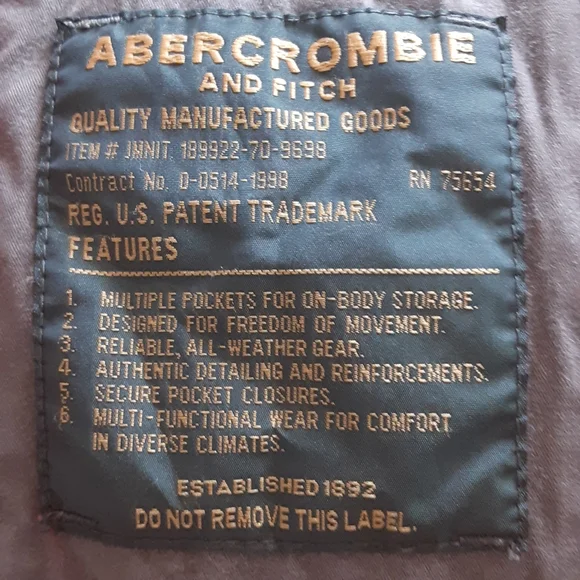 ABERCROMBIE
AND FITCH
QUALITY MANUFACTURED GOODS
ITEM # JMNIT. 189922-70-9698
Contract No. 0-0514-1998 RN 75654
REG. U.S. PATENT TRADEMARK
FEATURES
1. MULTIPLE POCKETS FOR ON-BODY STORAGE.
2. DESIGNED FOR FREEDOM OF MOVEMENT.
3. RELIABLE, ALL-WEATHER GEAR.
4. AUTHENTIC DETAILING AND REINFORCEMENTS.
5. SECURE POCKET CLOSURES.
6. MULTI-FUNCTIONAL WEAR FOR COMFORT
IN DIVERSE CLIMATES.
ESTABLISHED 1892
DO NOT REMOVE THIS LABEL.